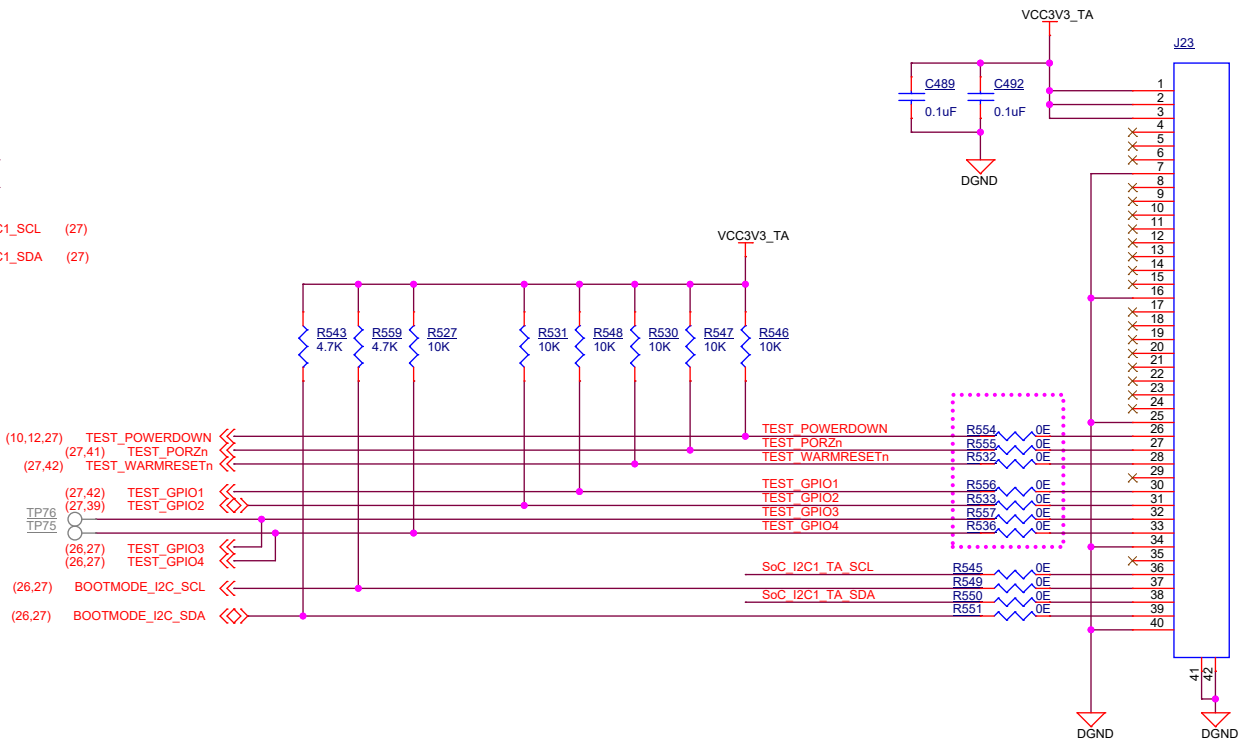 VCC3V3_TA
J23
C489 C492
0.1uF 0.1uF
DGND
1
2
3
4
5
6
7
8
9
10
11
12
13
14
15
16
17
18
19
20
21
22
23
24
25
26
27
28
29
30
31
32
33
34
35
36
37
38
39
40
41
42
C1_SCL (27)
C1_SDA (27)
VCC3V3_TA
R543 R559 R527 R531 R548 R530 R547 R546
4.7K 4.7K 10K 10K 10K 10K 10K 10K
(10,12,27) TEST_POWERDOWN TEST_POWERDOWN R554 0E
(27,41) TEST_PORZn TEST_PORZn R555 0E
(27,42) TEST_WARMRESETn TEST_WARMRESETn R532 0E
(27,42) TEST_GPIO1 TEST_GPIO1 R556 0E
(27,39) TEST_GPIO2 TEST_GPIO2 R533 0E
TP76 TEST_GPIO3 R557 0E
TP75 TEST_GPIO4 R536 0E
(26,27) TEST_GPIO3
(26,27) TEST_GPIO4
SoC_I2C1_TA_SCL R545 0E
(26,27) BOOTMODE_I2C_SCL R549 0E
SoC_I2C1_TA_SDA R550 0E
(26,27) BOOTMODE_I2C_SDA R551 0E
DGND DGND